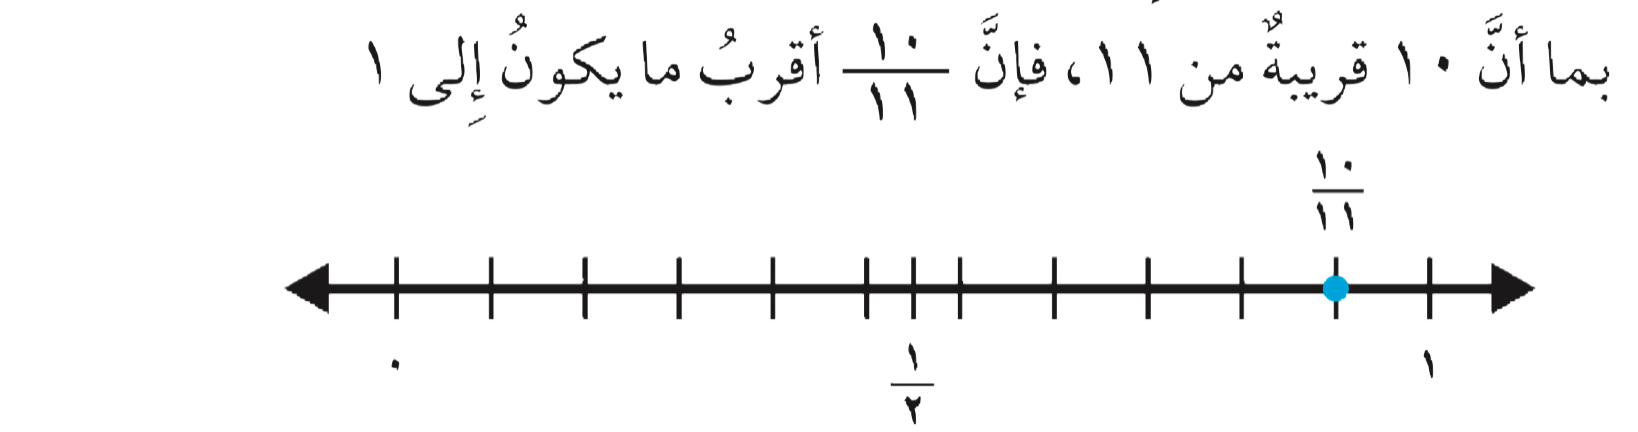 بما أنَّ ١٠ قريبةٌ من ١١، فإنَّ ١٠/١١ أقربُ ما يكونُ إِلى ١
١٠/١١
٠ ١/٢ ١